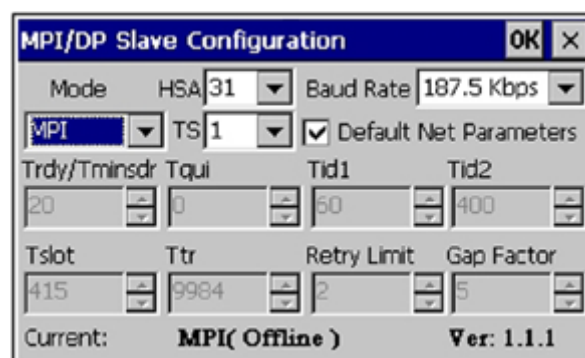 MPI/DP Slave Configuration OK ×
Mode HSA 31 Baud Rate 187.5 Kbps
MPI TS 1 Default Net Parameters
Trdy/Tminsdr Tqui Tid1 Tid2
20 0 60 400
Tslot Ttr Retry Limit Gap Factor
415 9984 2 5
Current: MPI( Offline ) Ver: 1.1.1